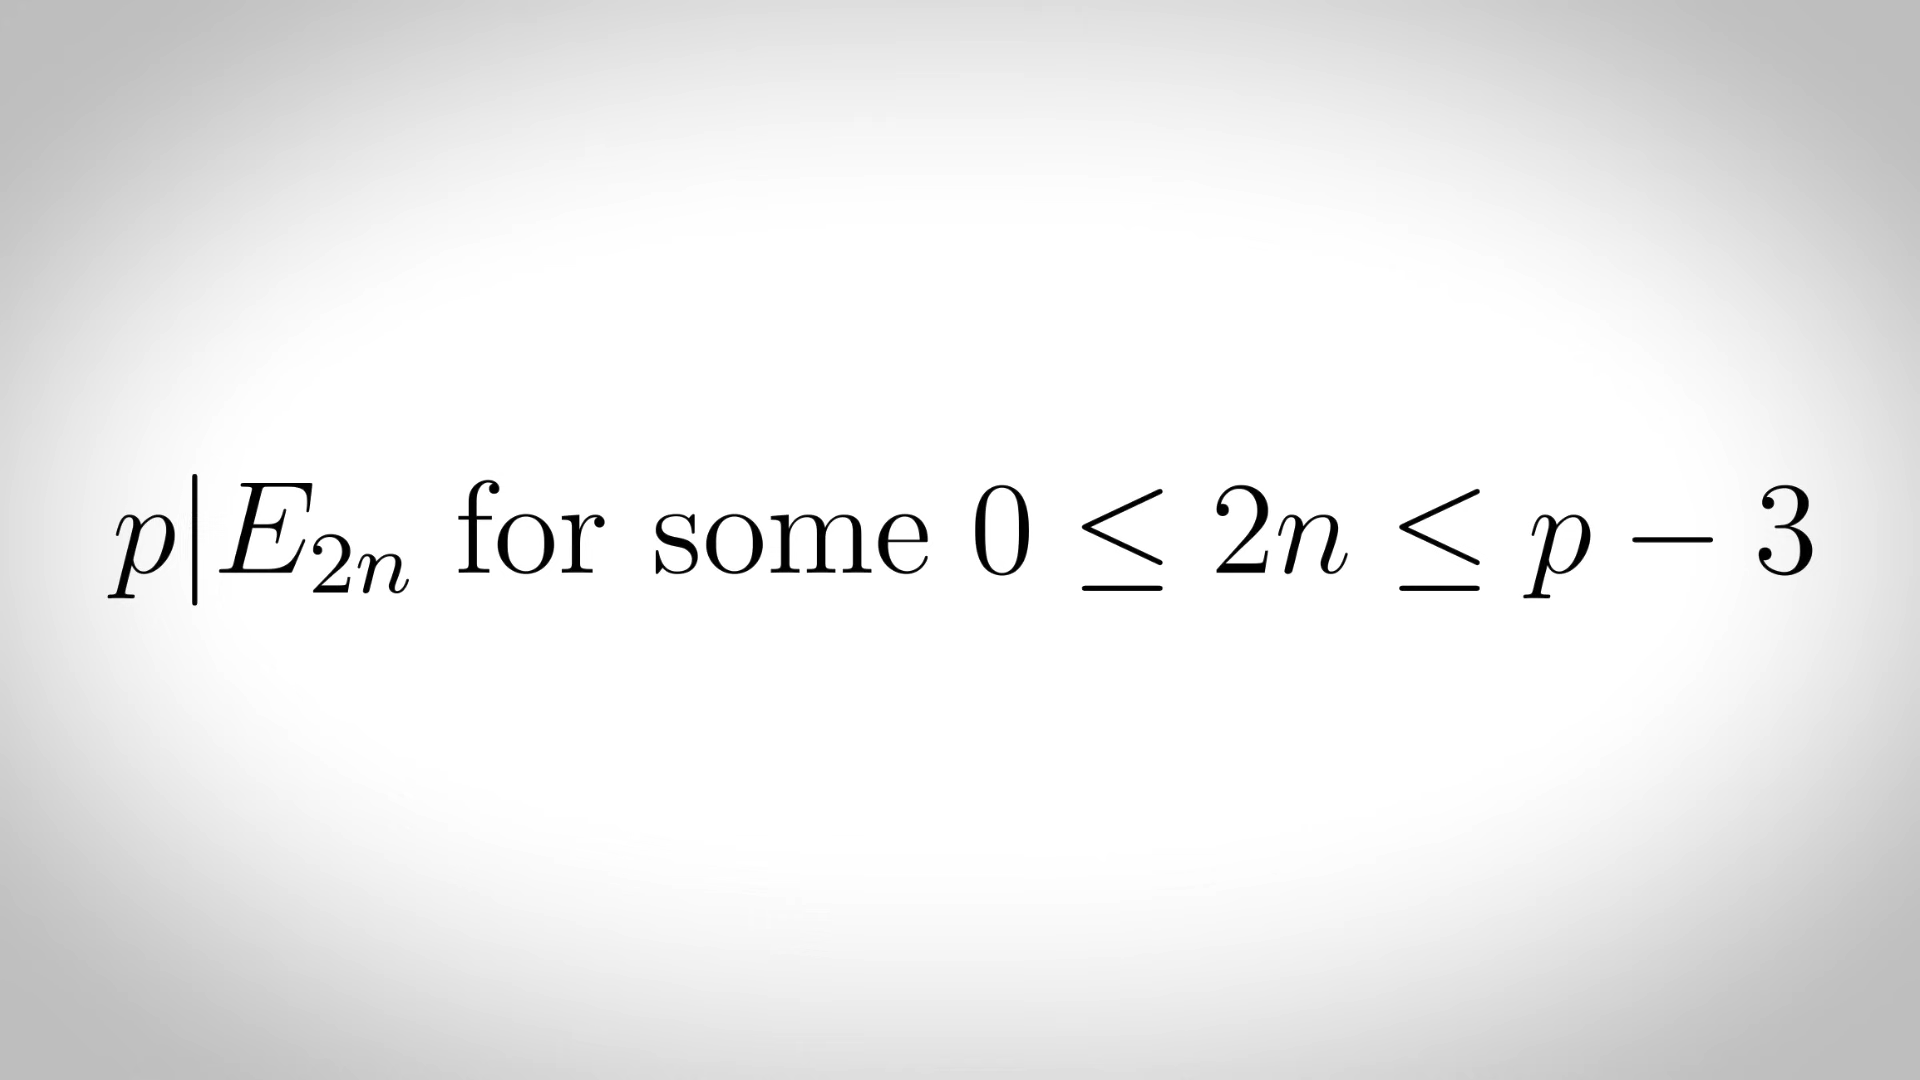 p|E₂ₙ for some 0 ≤ 2n ≤ p − 3